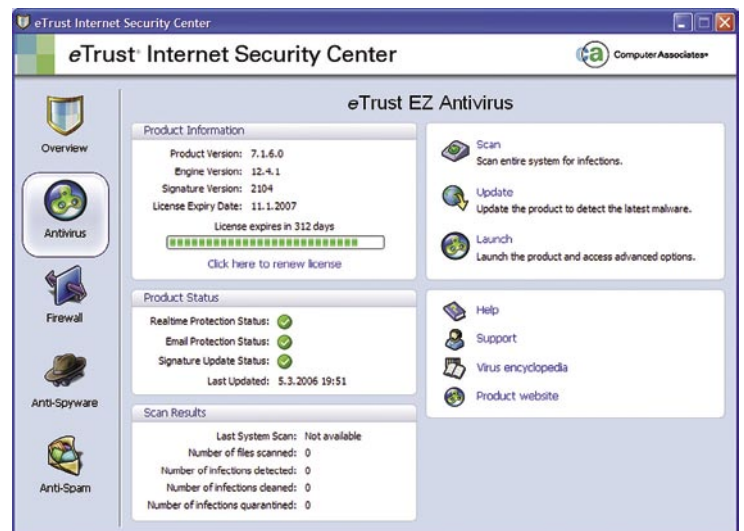 eTrust Internet Security Center
eTrust Internet Security Center
ca Computer Associates
eTrust EZ Antivirus
Overview
Antivirus
Firewall
Anti-Spyware
Anti-Spam
Product Information
Product Version: 7.1.6.0
Engine Version: 12.4.1
Signature Version: 2104
License Expiry Date: 11.1.2007
License expires in 312 days
Click here to renew license
Product Status
Realtime Protection Status:
Email Protection Status:
Signature Update Status:
Last Updated: 5.3.2006 19:51
Scan Results
Last System Scan: Not available
Number of files scanned: 0
Number of infections detected: 0
Number of infections cleaned: 0
Number of infections quarantined: 0
Scan
Scan entire system for infections.
Update
Update the product to detect the latest malware.
Launch
Launch the product and access advanced options.
Help
Support
Virus encyclopedia
Product website